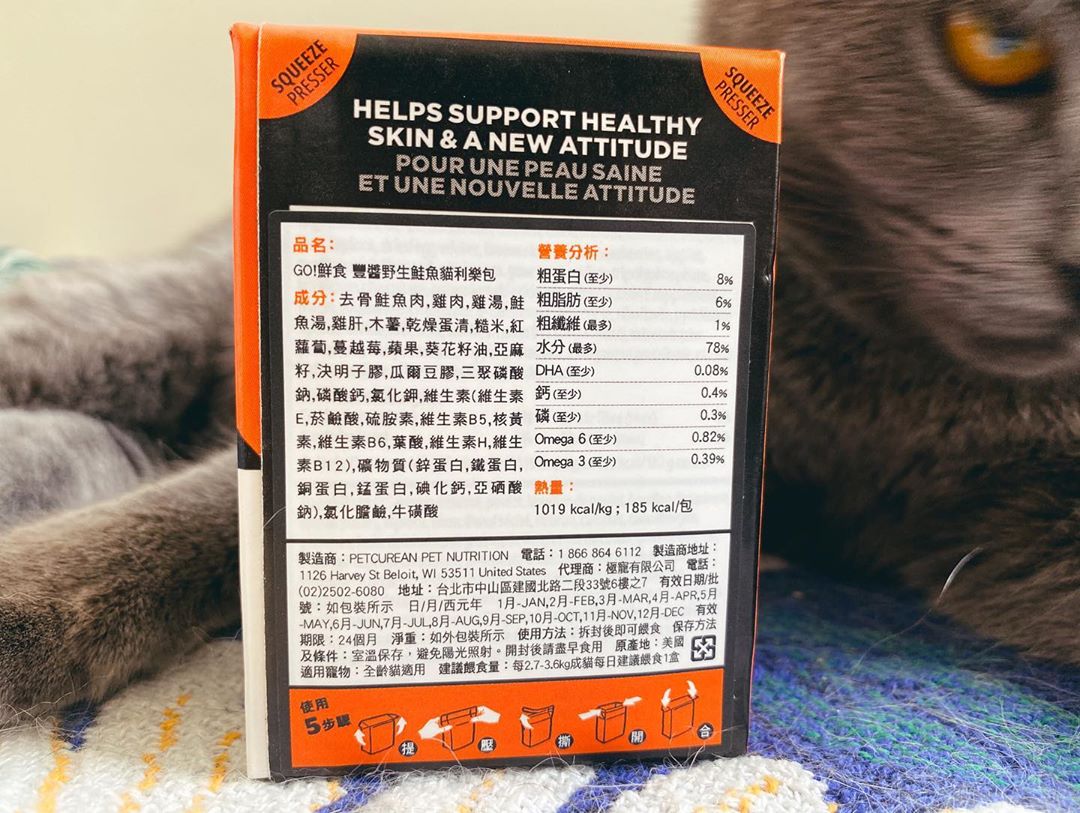 SQUEEZE
PRESSER
SQUEEZE
PRESSER
HELPS SUPPORT HEALTHY
SKIN & A NEW ATTITUDE
POUR UNE PEAU SAINE
ET UNE NOUVELLE ATTITUDE
品名:
GO!鮮食 豐醬野生鮭魚貓利樂包
成分:去骨鮭魚肉,雞肉,雞湯,鮭
魚湯,雞肝,木薯,乾燥蛋清,糙米,紅
蘿蔔,蔓越莓,蘋果,葵花籽油,亞麻
籽,決明子膠,瓜爾豆膠,三聚磷酸
鈉,磷酸鈣,氯化鉀,維生素(維生素
E,菸鹼酸,硫胺素,維生素B5,核黃
素,維生素B6,葉酸,維生素H,維生
素B12),礦物質(鋅蛋白,鐵蛋白,
銅蛋白,錳蛋白,碘化鈣,亞硒酸
鈉),氯化膽鹼,牛磺酸
營養分析:
粗蛋白(至少) 8%
粗脂肪(至少) 6%
粗纖維(最多) 1%
水分(最多) 78%
DHA(至少) 0.08%
鈣(至少) 0.4%
磷(至少) 0.3%
Omega 6(至少) 0.82%
Omega 3(至少) 0.39%
熱量:
1019 kcal/kg ; 185 kcal/包
製造商:PETCUREAN PET NUTRITION 電話:1 866 864 6112 製造商地址:
1126 Harvey St Beloit, WI 53511 United States 代理商:極寵有限公司 電話:
(02)2502-6080 地址:台北市中山區建國北路二段33號6樓之7 有效日期/批
號:如包裝所示 日/月/西元年 1月-JAN,2月-FEB,3月-MAR,4月-APR,5月
-MAY,6月-JUN,7月-JUL,8月-AUG,9月-SEP,10月-OCT,11月-NOV,12月-DEC 有效
期限:24個月 淨重:如外包裝所示 使用方法:拆封後即可餵食 保存方法
及條件:室溫保存,避免陽光照射。開封後請盡早食用 原產地:美國
適用寵物:全齡貓適用 建議餵食量:每2.7-3.6kg成貓每日建議餵食1盒
使用
5步驟
提
壓
撕
開
合